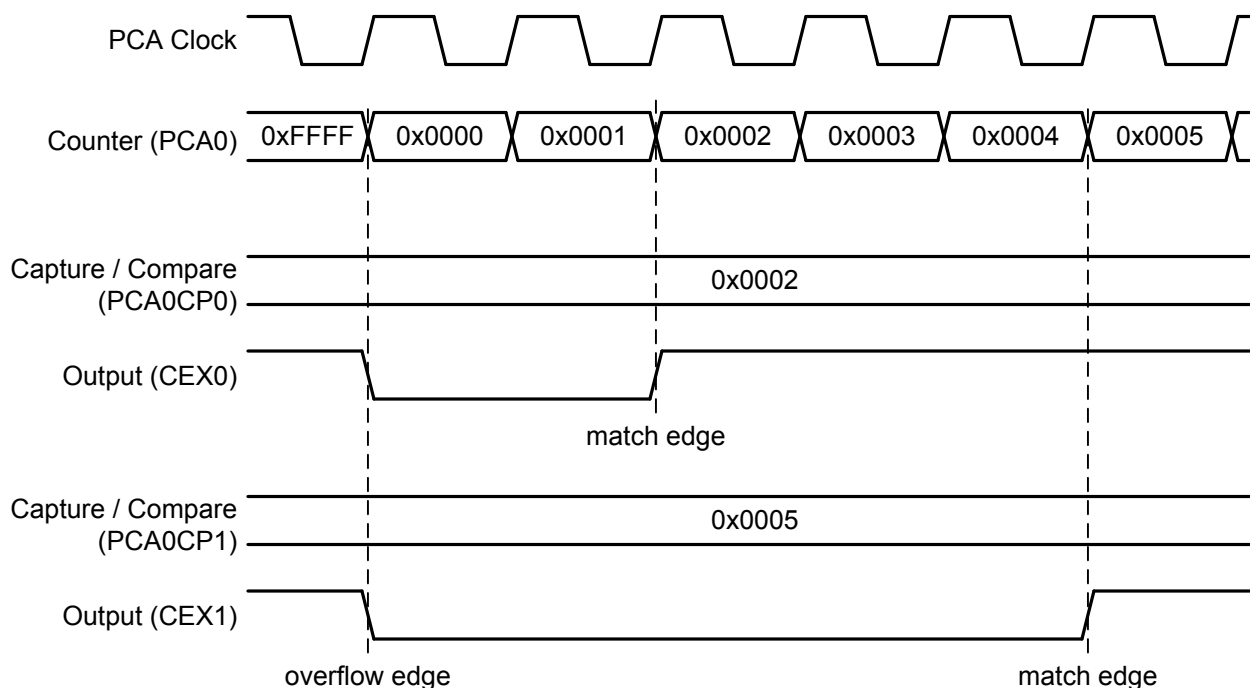 PCA Clock
Counter (PCA0)
0xFFFF 0x0000 0x0001 0x0002 0x0003 0x0004 0x0005
Capture / Compare
(PCA0CP0)
0x0002
Output (CEX0)
match edge
Capture / Compare
(PCA0CP1)
0x0005
Output (CEX1)
overflow edge
match edge